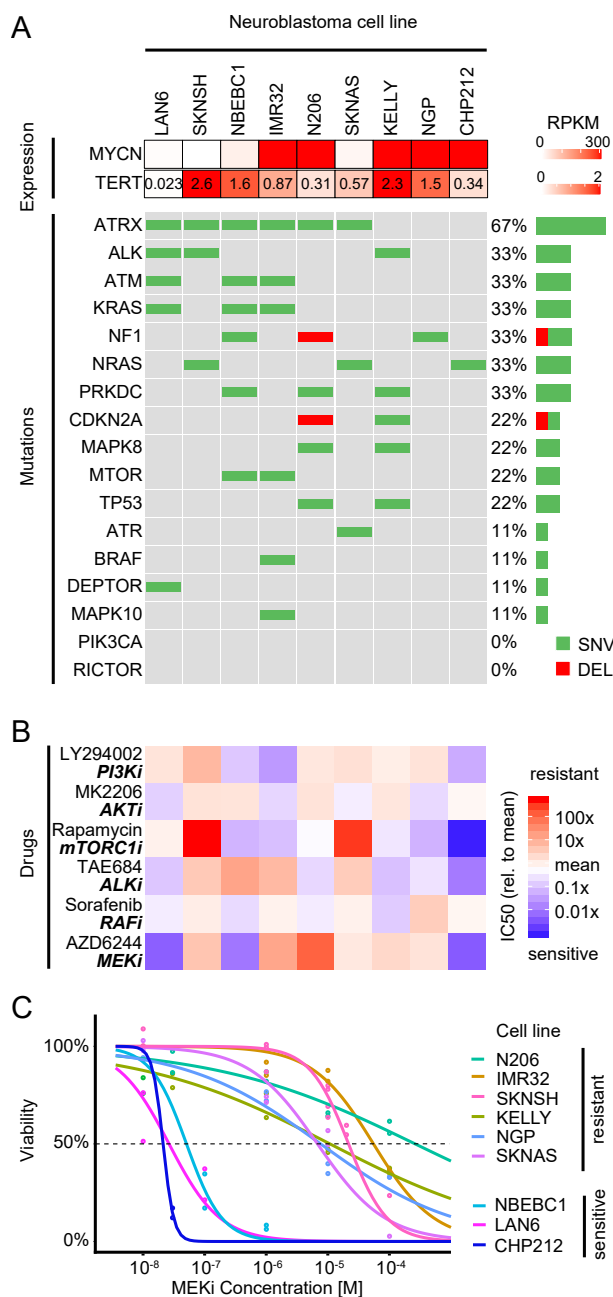 A
Neuroblastoma cell line
LAN6
SKNSH
NBEBC1
IMR32
N206
SKNAS
KELLY
NGP
CHP212
Expression
MYCN
TERT
0.023
2.6
1.6
0.87
0.31
0.57
2.3
1.5
0.34
RPKM
0 300
0 2
Mutations
ATRX 67%
ALK 33%
ATM 33%
KRAS 33%
NF1 33%
NRAS 33%
PRKDC 33%
CDKN2A 22%
MAPK8 22%
MTOR 22%
TP53 22%
ATR 11%
BRAF 11%
DEPTOR 11%
MAPK10 11%
PIK3CA 0%
RICTOR 0%
SNV
DEL
B
Drugs
LY294002
PI3Ki
MK2206
AKTi
Rapamycin
mTORC1i
TAE684
ALKi
Sorafenib
RAFi
AZD6244
MEKi
IC50 (rel. to mean)
resistant
100x
10x
mean
0.1x
0.01x
sensitive
C
Viability
100%
50%
0%
10-8
10-7
10-6
10-5
10-4
MEKi Concentration [M]
Cell line
N206
IMR32
SKNSH
KELLY
NGP
SKNAS
resistant
NBEBC1
LAN6
CHP212
sensitive